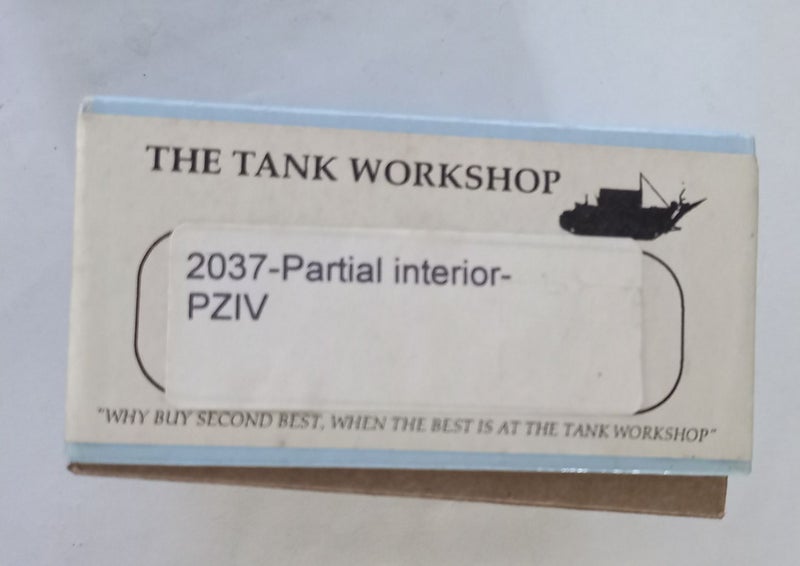 THE TANK WORKSHOP
2037-Partial interior-
PZIV
"WHY BUY SECOND BEST, WHEN THE BEST IS AT THE TANK WORKSHOP"